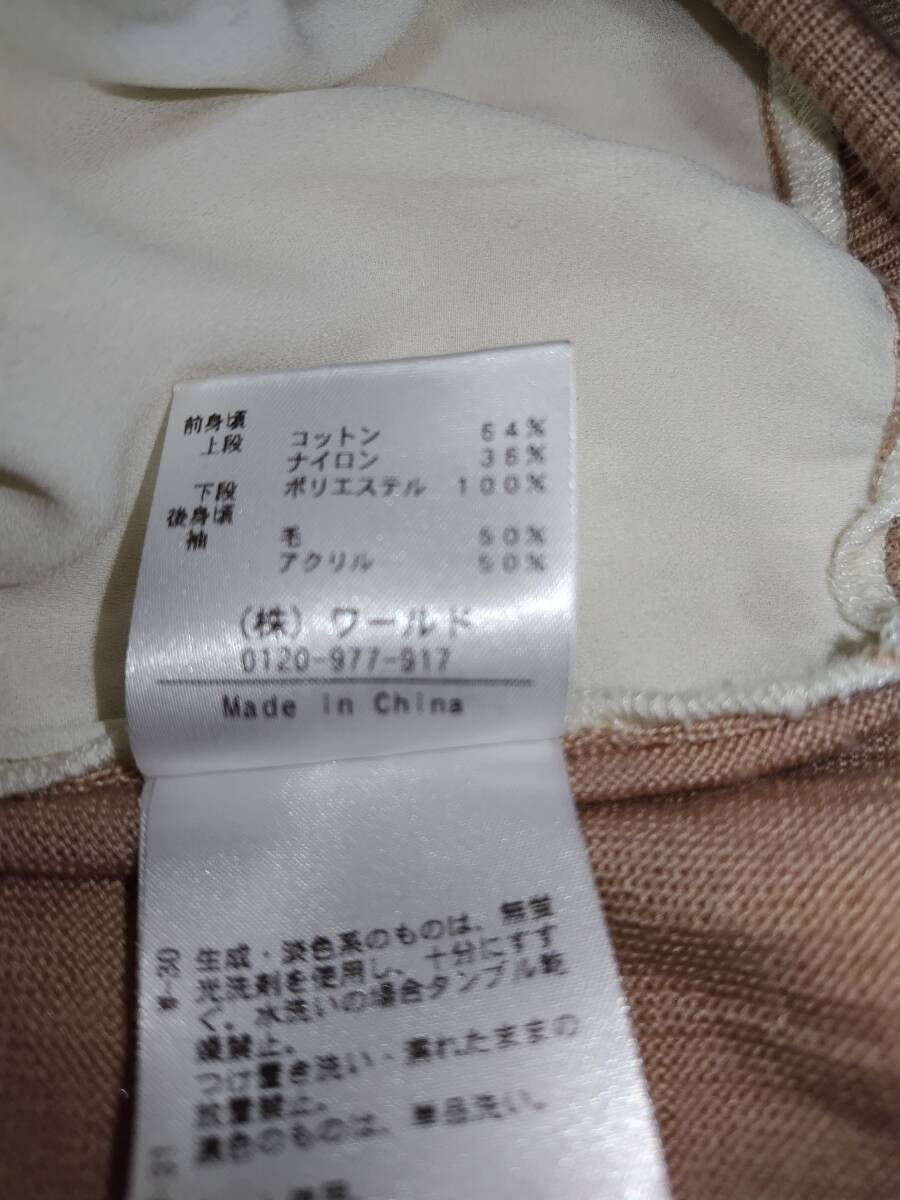 前身頃
上段 コットン 64%
ナイロン 36%
下段 ポリエステル 100%
後身頃
袖 毛 50%
アクリル 50%
(株)ワールド
0120-977-917
Made in China
生成・淡色系のものは、無蛍
光洗剤を使用し、十分にすす
ぐ。水洗いの場合タンブル乾
燥禁止。
つけ置き洗い・濡れたままの
放置禁止。
濃色のものは、単品洗い。